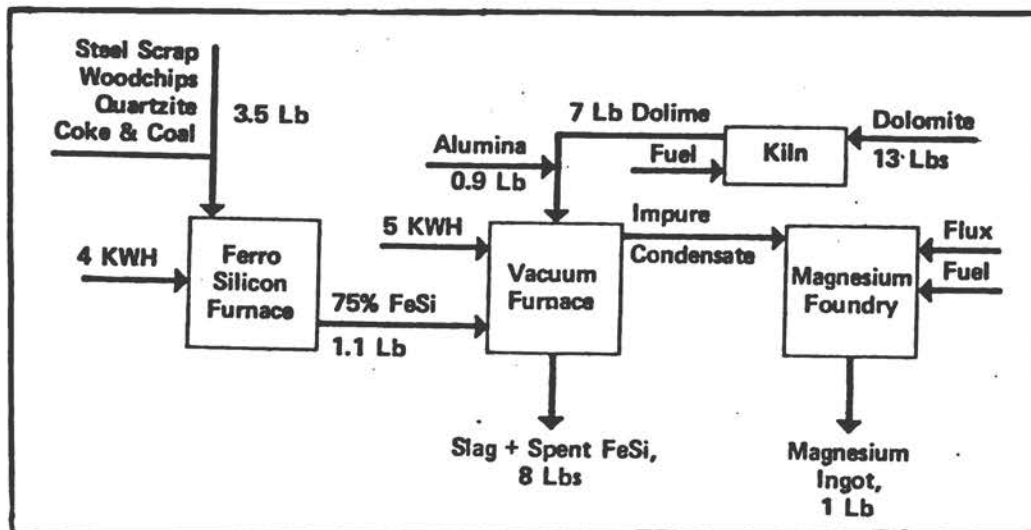 Steel Scrap
Woodchips
Quartzite
Coke & Coal
3.5 Lb
7 Lb Dolime
Alumina
0.9 Lb
Fuel
Kiln
Dolomite
13 Lbs
4 KWH
Ferro
Silicon
Furnace
75% FeSi
1.1 Lb
5 KWH
Vacuum
Furnace
Impure
Condensate
Magnesium
Foundry
Flux
Fuel
Slag + Spent FeSi,
8 Lbs
Magnesium
Ingot,
1 Lb